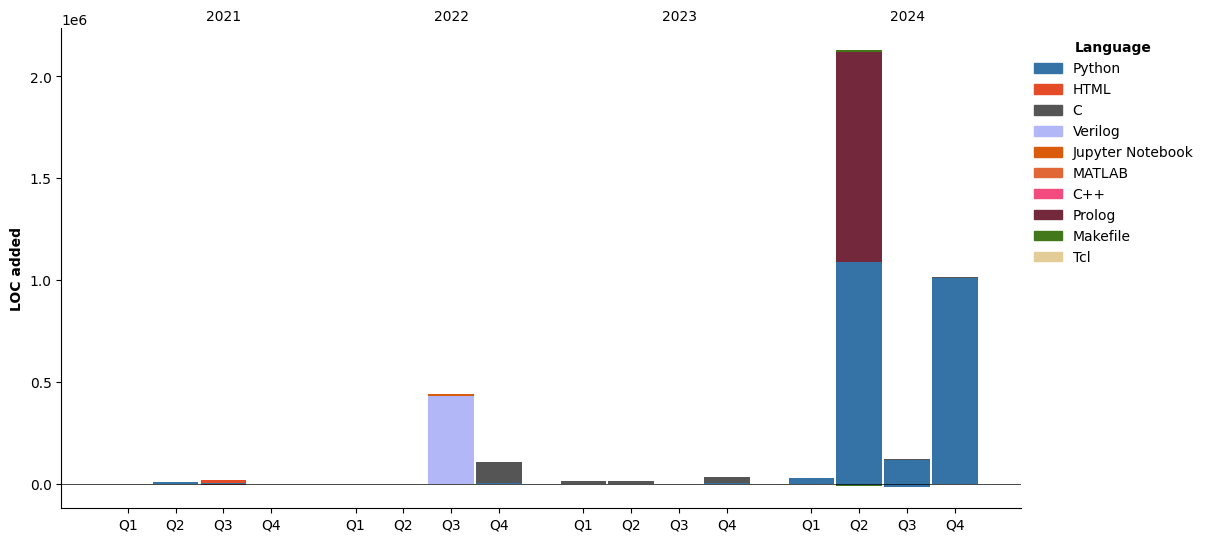 2021 2022 2023 2024
1e6
2.0
1.5
1.0
0.5
0.0
LOC added
Q1 Q2 Q3 Q4 Q1 Q2 Q3 Q4 Q1 Q2 Q3 Q4 Q1 Q2 Q3 Q4
Language
Python
HTML
C
Verilog
Jupyter Notebook
MATLAB
C++
Prolog
Makefile
Tcl